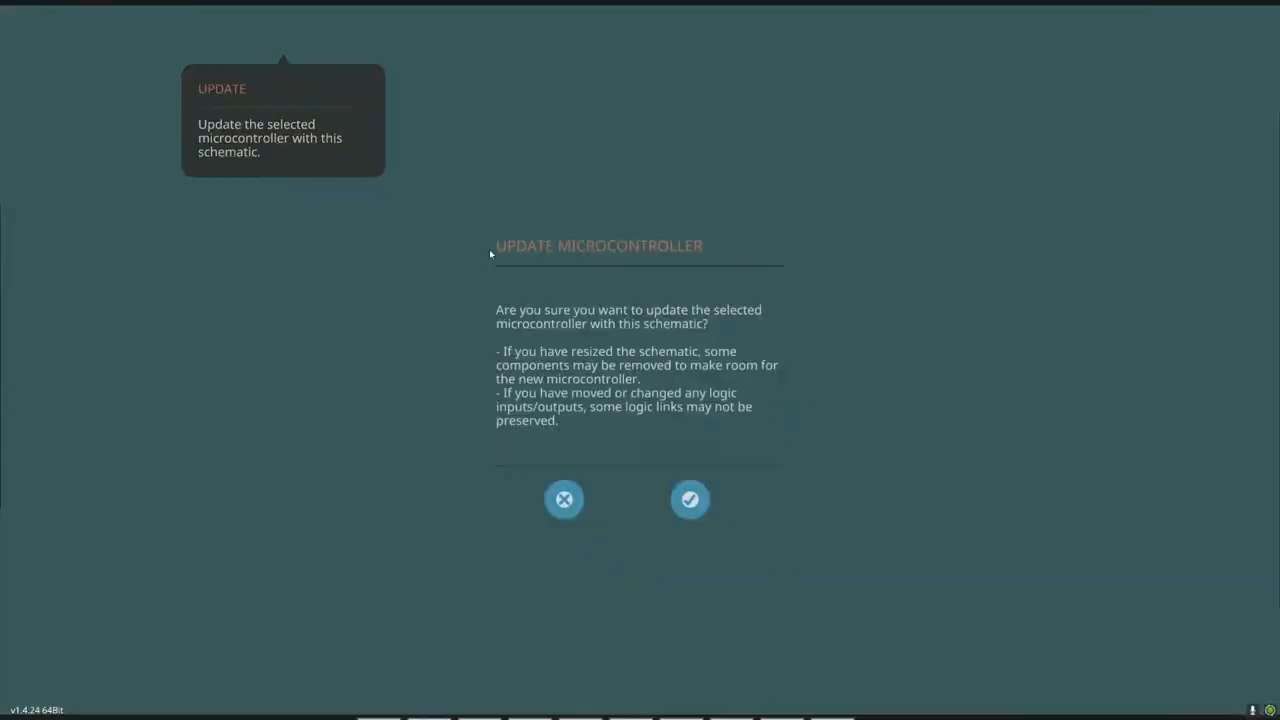 UPDATE
Update the selected
microcontroller with this
schematic.
UPDATE MICROCONTROLLER
Are you sure you want to update the selected
microcontroller with this schematic?
- If you have resized the schematic, some
components may be removed to make room for
the new microcontroller.
- If you have moved or changed any logic
inputs/outputs, some logic links may not be
preserved.
v1.4.24 64Bit